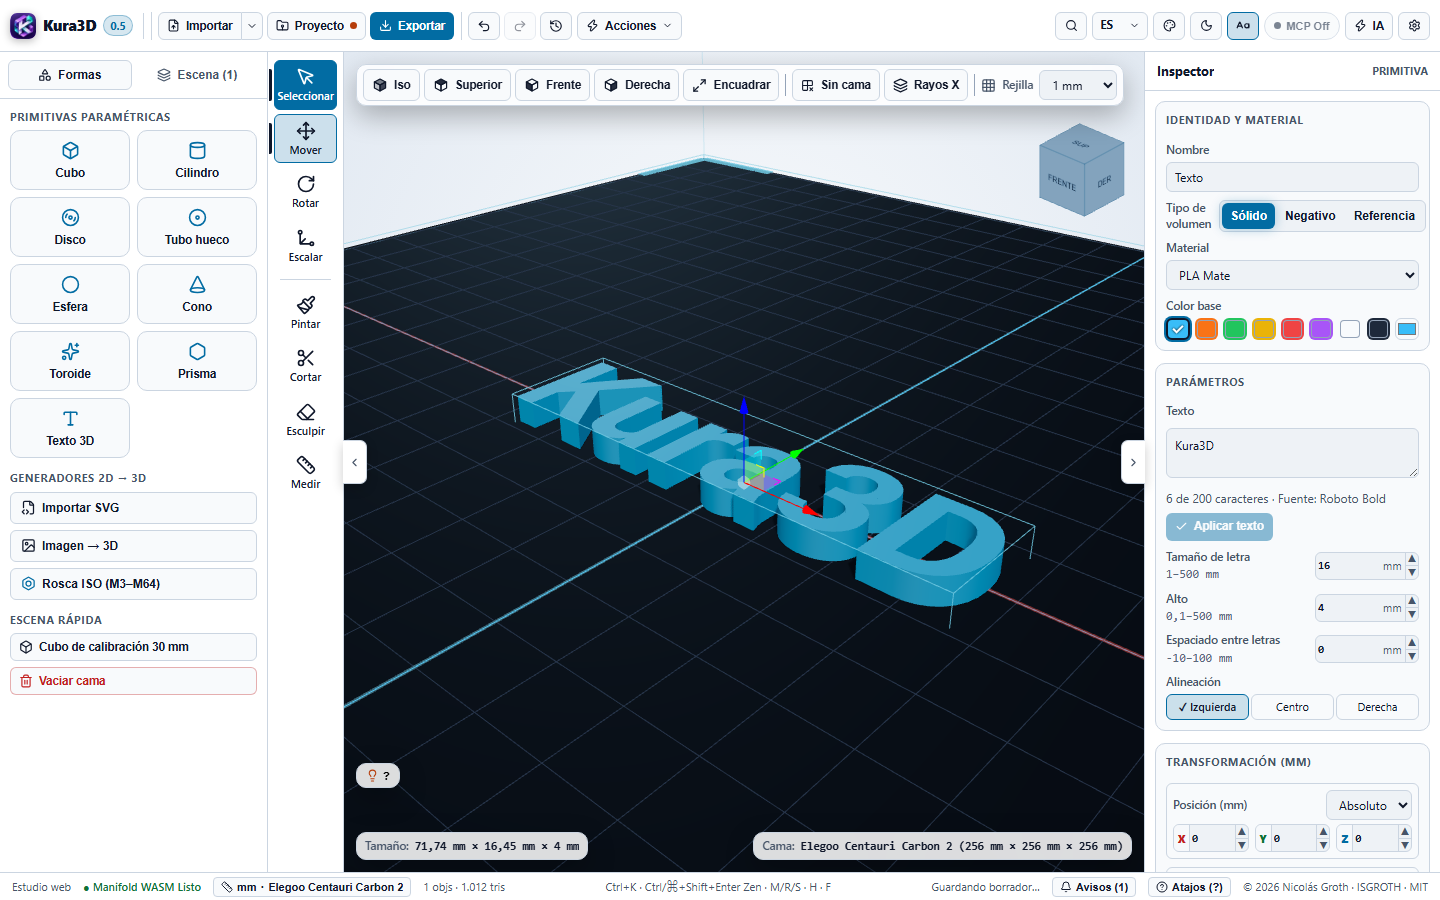 Kura3D 0.5 Importar Proyecto Exportar Acciones ES Aa MCP Off IA
Formas Escena (1)
PRIMITIVAS PARAMÉTRICAS
Cubo Cilindro
Disco Tubo hueco
Esfera Cono
Toroide Prisma
Texto 3D
GENERADORES 2D → 3D
Importar SVG
Imagen → 3D
Rosca ISO (M3–M64)
ESCENA RÁPIDA
Cubo de calibración 30 mm
Vaciar cama
Seleccionar
Mover
Rotar
Escalar
Pintar
Cortar
Esculpir
Medir
Iso Superior Frente Derecha Encuadrar Sin cama Rayos X Rejilla 1 mm
SUP
FRENTE DER
Kura3D
?
Tamaño: 71,74 mm × 16,45 mm × 4 mm
Cama: Elegoo Centauri Carbon 2 (256 mm × 256 mm × 256 mm)
Inspector PRIMITIVA
IDENTIDAD Y MATERIAL
Nombre
Texto
Tipo de
volumen
Sólido Negativo Referencia
Material
PLA Mate
Color base
PARÁMETROS
Texto
Kura3D
6 de 200 caracteres · Fuente: Roboto Bold
Aplicar texto
Tamaño de letra
1–500 mm
16 mm
Alto
0,1–500 mm
4 mm
Espaciado entre letras
-10–100 mm
0 mm
Alineación
✓ Izquierda Centro Derecha
TRANSFORMACIÓN (MM)
Posición (mm) Absoluto
X 0 Y 0 Z 0
Estudio web Manifold WASM Listo mm · Elegoo Centauri Carbon 2 1 objs · 1.012 tris Ctrl+K · Ctrl/⌘+Shift+Enter Zen · M/R/S · H · F Guardando borrador... Avisos (1) Atajos (?) © 2026 Nicolás Groth · ISGROTH · MIT